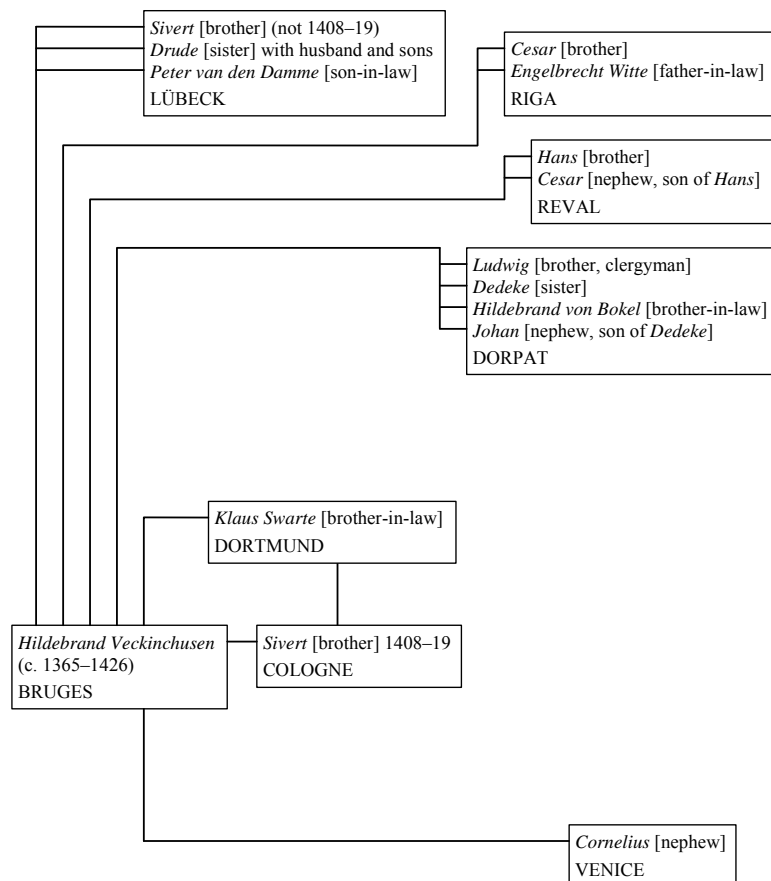 Sivert [brother] (not 1408–19)
Drude [sister] with husband and sons
Peter van den Damme [son-in-law]
LÜBECK
Cesar [brother]
Engelbrecht Witte [father-in-law]
RIGA
Hans [brother]
Cesar [nephew, son of Hans]
REVAL
Ludwig [brother, clergyman]
Dedeke [sister]
Hildebrand von Bokel [brother-in-law]
Johan [nephew, son of Dedeke]
DORPAT
Klaus Swarte [brother-in-law]
DORTMUND
Hildebrand Veckinchusen
(c. 1365–1426)
BRUGES
Sivert [brother] 1408–19
COLOGNE
Cornelius [nephew]
VENICE